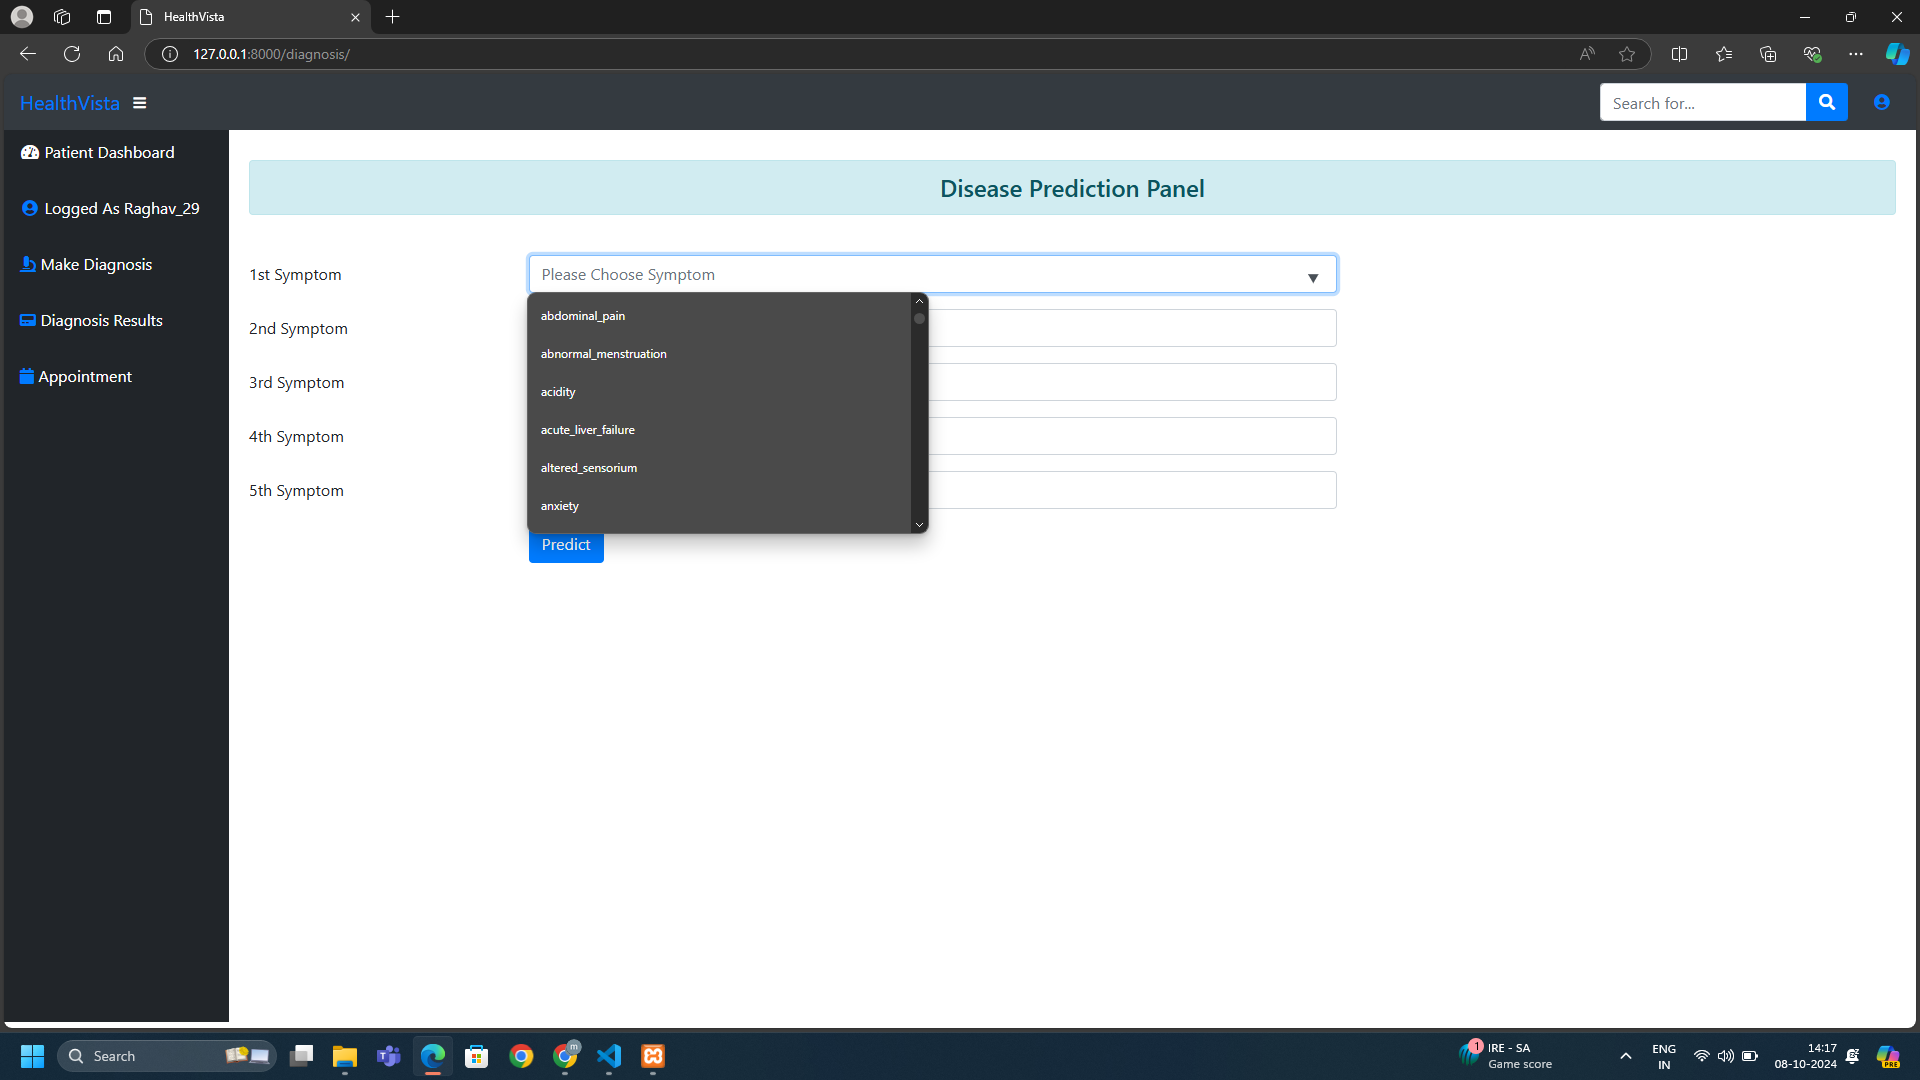 HealthVista
127.0.0.1:8000/diagnosis/
HealthVista
Search for...
Patient Dashboard
Logged As Raghav_29
Make Diagnosis
Diagnosis Results
Appointment
Disease Prediction Panel
1st Symptom
Please Choose Symptom
abdominal_pain
abnormal_menstruation
acidity
acute_liver_failure
altered_sensorium
anxiety
2nd Symptom
3rd Symptom
4th Symptom
5th Symptom
Predict
Search
m
1
IRE - SA
Game score
ENG
IN
14:17
08-10-2024
PRE